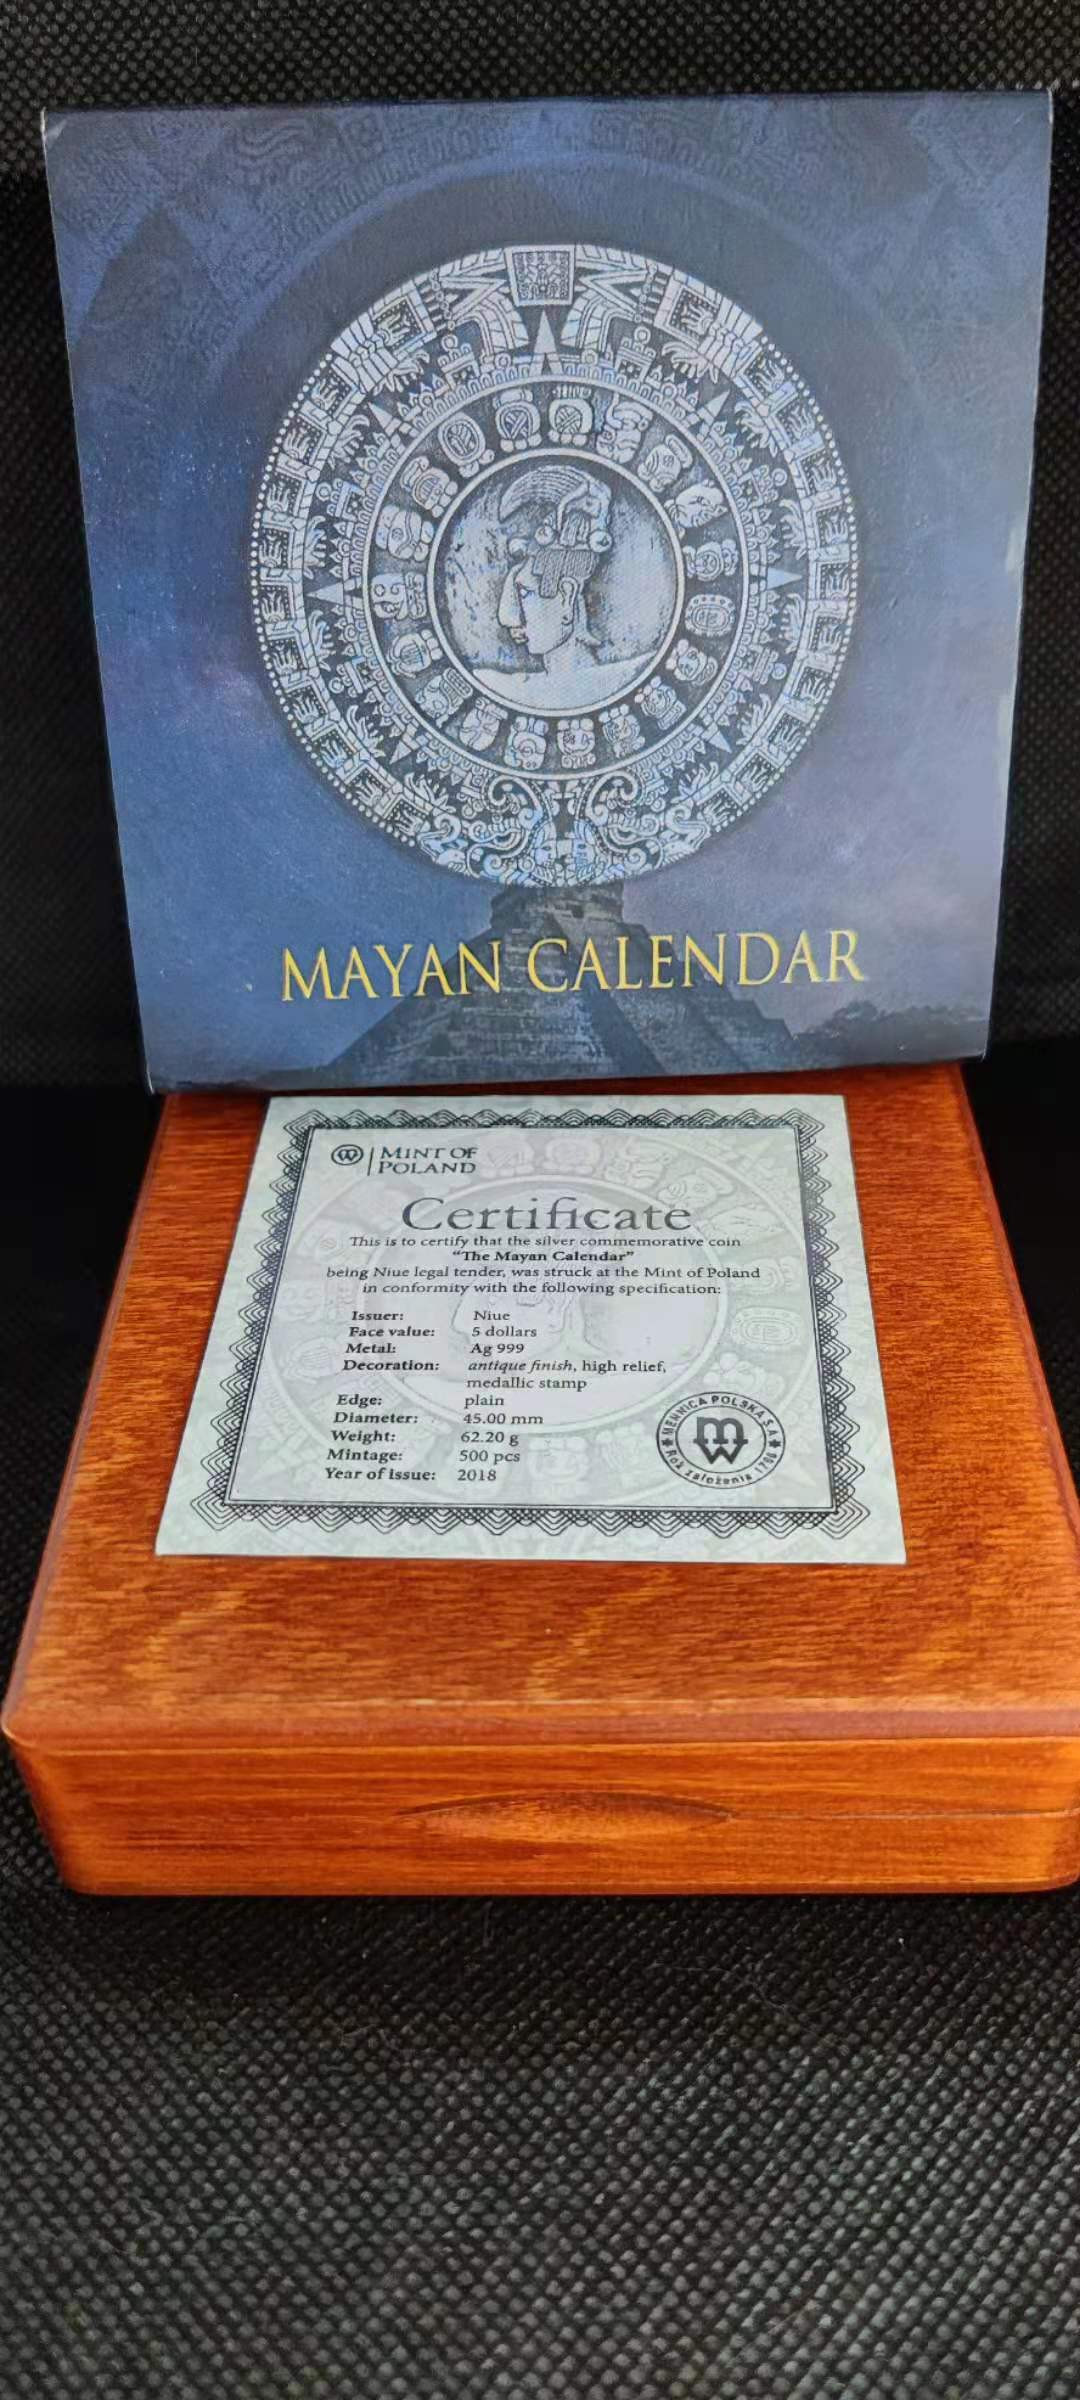 MAYAN CALENDAR
MINT OF
POLAND
Certificate
This is to certify that the silver commemorative coin
"The Mayan Calendar"
being Niue legal tender, was struck at the Mint of Poland
in conformity with the following specification:
Issuer: Niue
Face value: 5 dollars
Metal: Ag 999
Decoration: antique finish, high relief,
medallic stamp
Edge: plain
Diameter: 45.00 mm
Weight: 62.20 g
Mintage: 500 pcs
Year of issue: 2018
MENNICA POLSKA S.A.
Rok założenia 1766